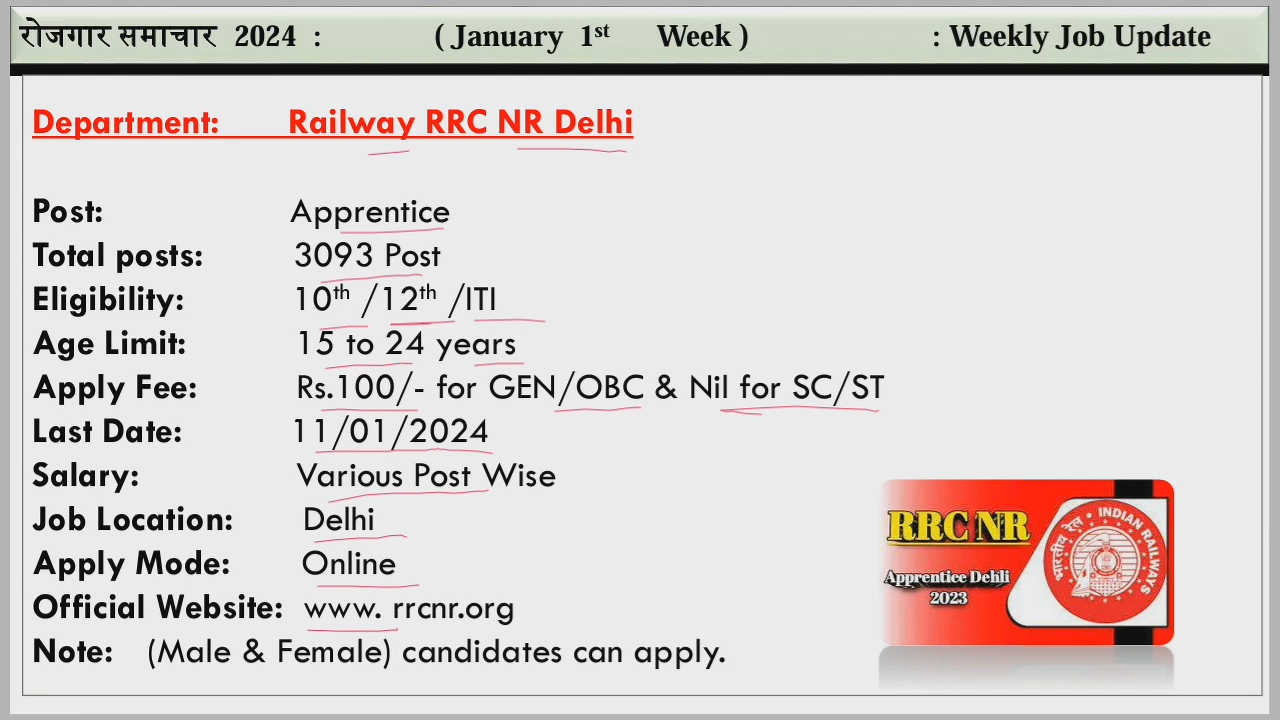 रोजगार समाचार 2024 : ( January 1st Week ) : Weekly Job Update
Department: Railway RRC NR Delhi
Post: Apprentice
Total posts: 3093 Post
Eligibility: 10th /12th /ITI
Age Limit: 15 to 24 years
Apply Fee: Rs.100/- for GEN/OBC & Nil for SC/ST
Last Date: 11/01/2024
Salary: Various Post Wise
Job Location: Delhi
Apply Mode: Online
Official Website: www. rrcnr.org
Note: (Male & Female) candidates can apply.
RRC NR
Apprentice Dehli
2023
भारतीय रेल • INDIAN RAILWAYS